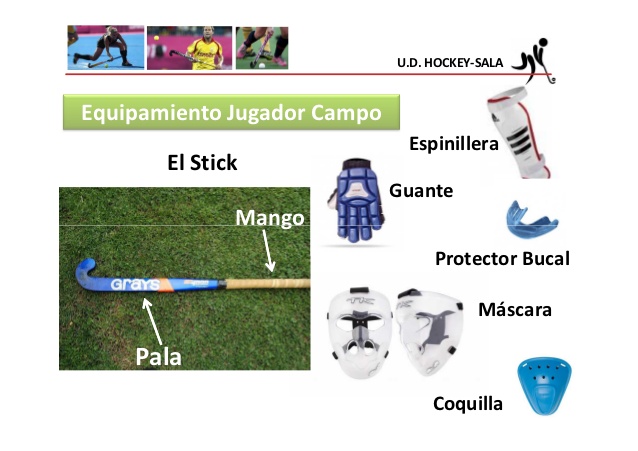 U.D. HOCKEY-SALA
Equipamiento Jugador Campo
Espinillera
El Stick
Guante
Mango
GRAYS
Protector Bucal
Máscara
Pala
Coquilla